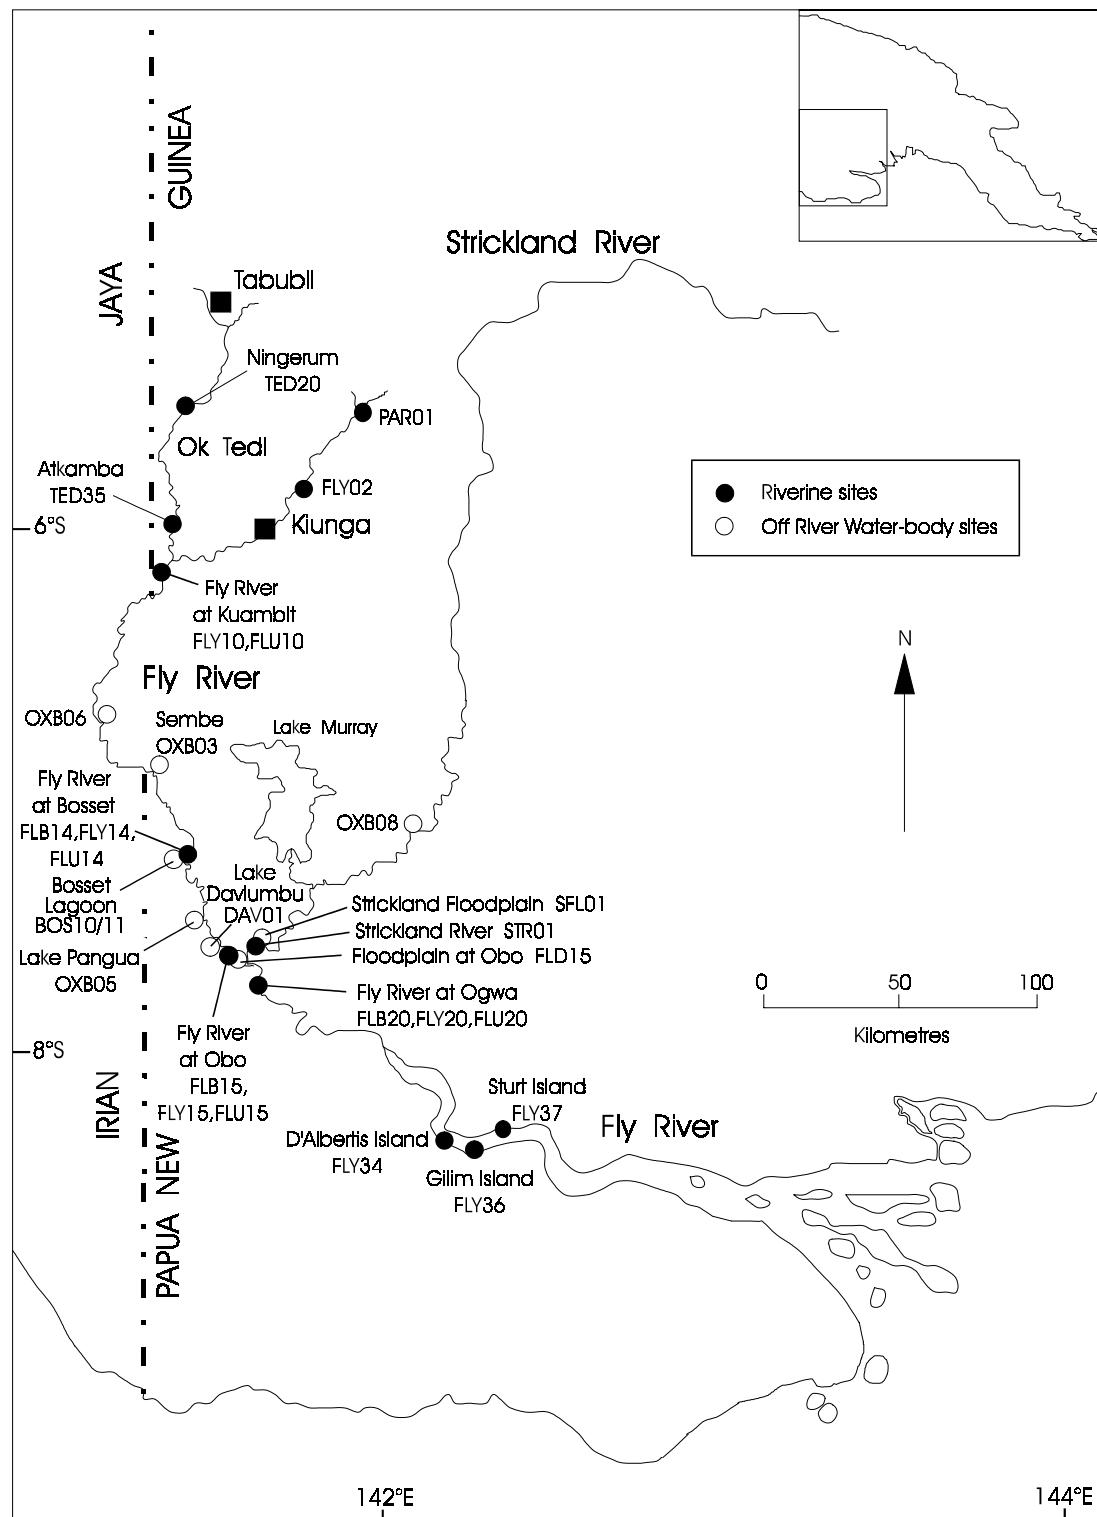 GUINEA
JAYA
Strickland River
Tabubil
Ningerum
TED20
PAR01
Ok Tedi
Atkamba
TED35
FLY02
Riverine sites
Off River Water-body sites
6°S
Kiunga
Fly River
at Kuambit
FLY10,FLU10
N
Fly River
OXB06
Sembe
OXB03
Lake Murray
Fly River
at Bosset
FLB14,FLY14,
FLU14
OXB08
Bosset
Lagoon
BOS10/11
Lake
Daviumbu
DAV01
Strickland Floodplain SFL01
Strickland River STR01
Floodplain at Obo FLD15
Lake Pangua
OXB05
Fly River at Ogwa
FLB20,FLY20,FLU20
0 50 100
Kilometres
Fly River
at Obo
FLB15,
FLY15,FLU15
8°S
IRIAN
PAPUA NEW
Sturt Island
FLY37
Fly River
D'Albertis Island
FLY34
Gilim Island
FLY36
142°E
144°E